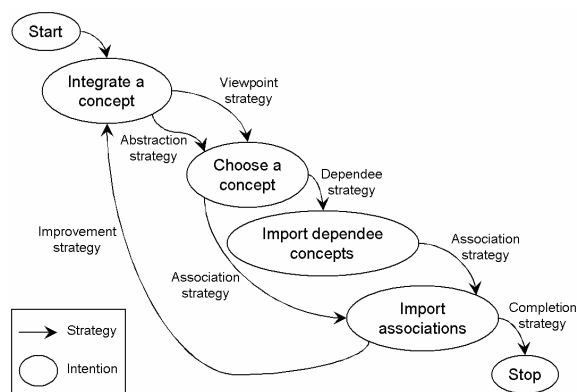 Start
Integrate a
concept
Viewpoint
strategy
Abstraction
strategy
Choose a
concept
Dependee
strategy
Improvement
strategy
Import dependee
concepts
Association
strategy
Association
strategy
Import
associations
Completion
strategy
Strategy
Intention
Stop